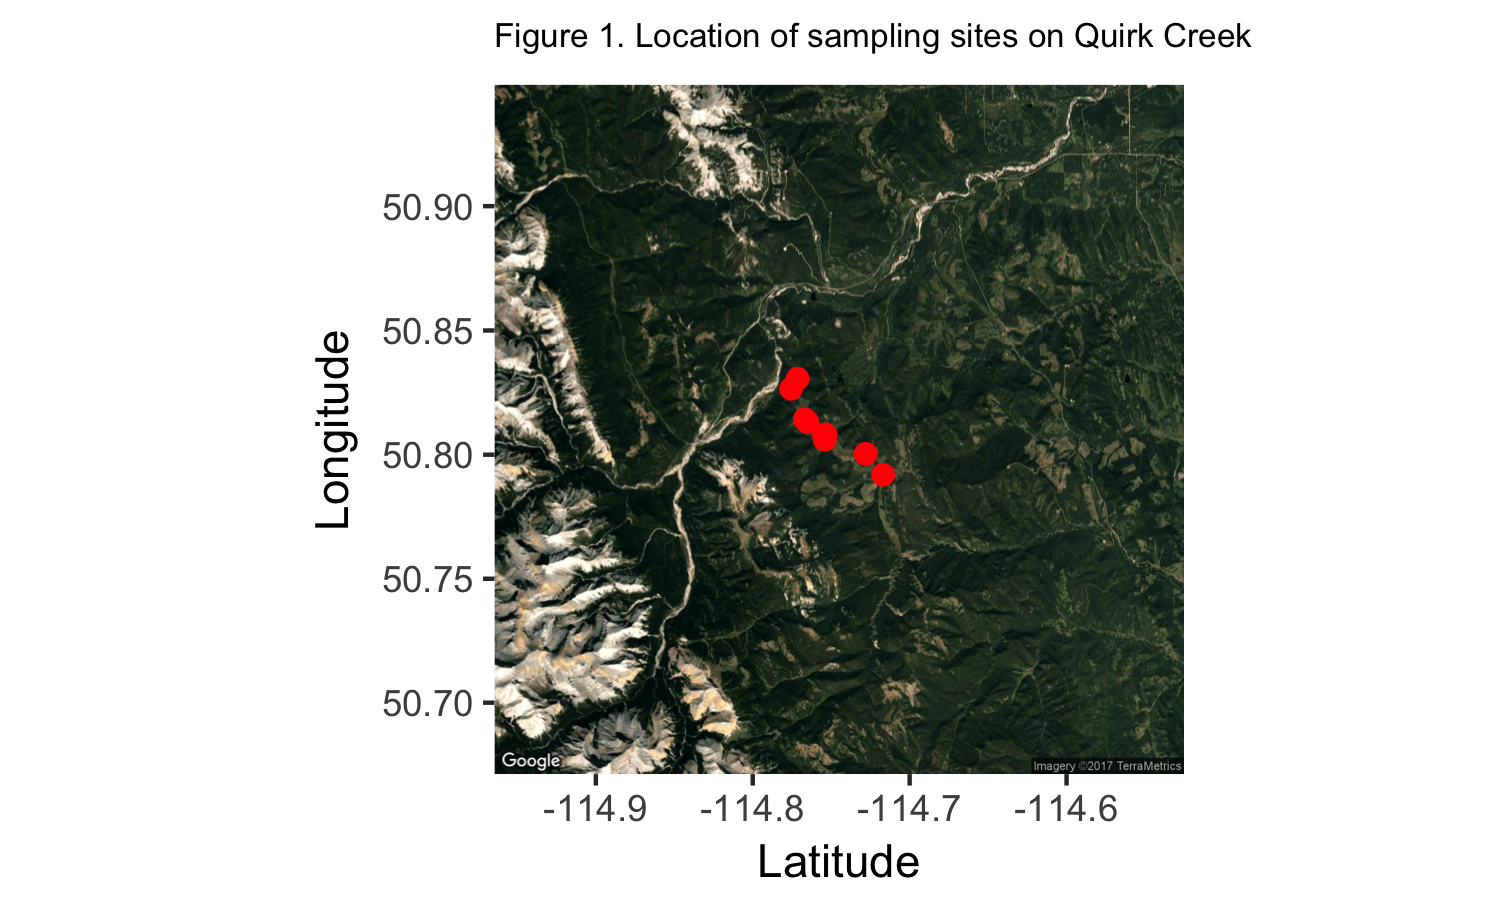 Figure 1. Location of sampling sites on Quirk Creek
50.90
50.85
50.80
50.75
50.70
Longitude
Google
Imagery ©2017 TerraMetrics
-114.9
-114.8
-114.7
-114.6
Latitude